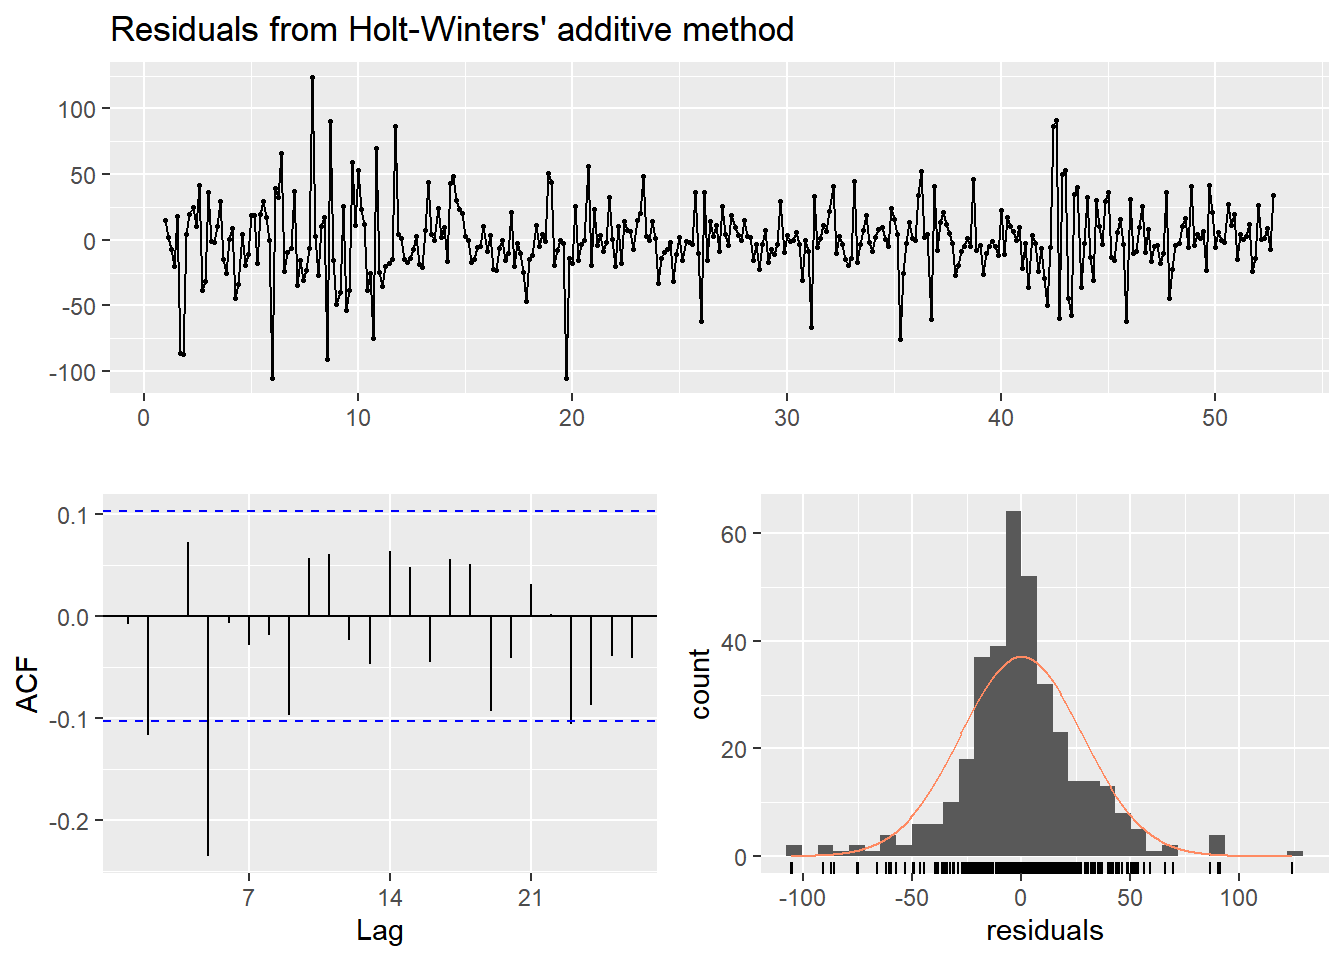 Residuals from Holt-Winters' additive method
100
50
0
-50
-100
0 10 20 30 40 50
0.1
0.0
-0.1
-0.2
ACF
7 14 21
Lag
60
40
20
0
count
-100 -50 0 50 100
residuals